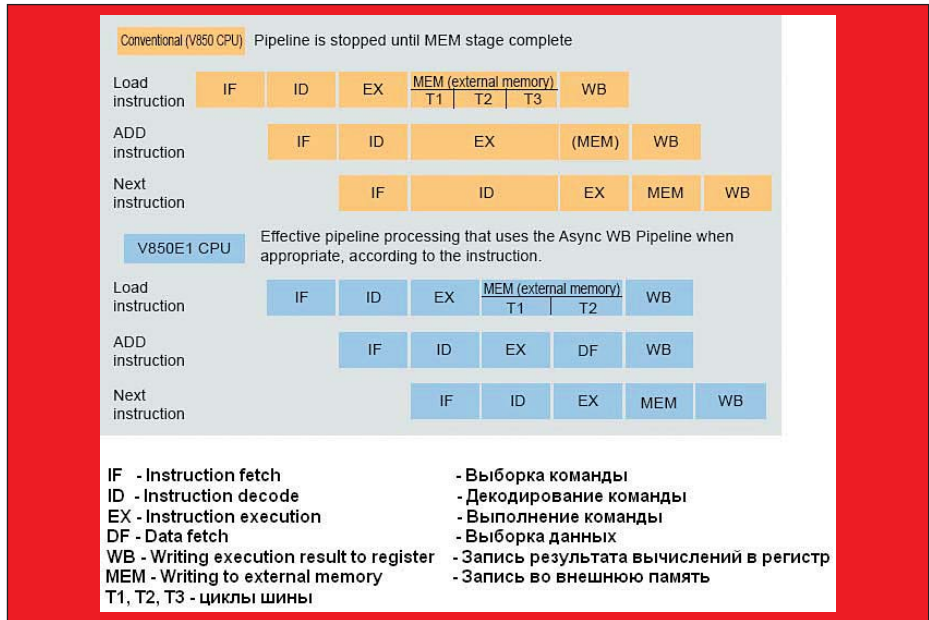 Conventional (V850 CPU) Pipeline is stopped until MEM stage complete
Load
instruction
IF ID EX MEM (external memory) WB
T1 T2 T3
ADD
instruction
IF ID EX (MEM) WB
Next
instruction
IF ID EX MEM WB
V850E1 CPU
Effective pipeline processing that uses the Async WB Pipeline when
appropriate, according to the instruction.
Load
instruction
IF ID EX MEM (external memory) WB
T1 T2
ADD
instruction
IF ID EX DF WB
Next
instruction
IF ID EX MEM WB
IF - Instruction fetch - Выборка команды
ID - Instruction decode - Декодирование команды
EX - Instruction execution - Выполнение команды
DF - Data fetch - Выборка данных
WB - Writing execution result to register - Запись результата вычислений в регистр
MEM - Writing to external memory - Запись во внешнюю память
T1, T2, T3 - циклы шины